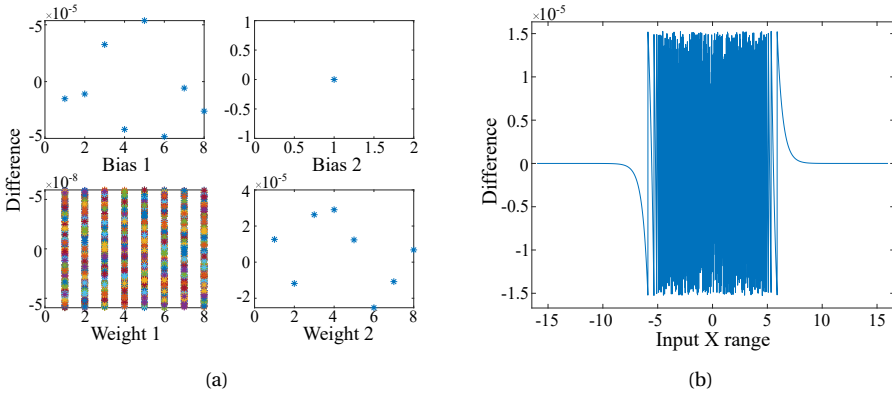 ×10-5
-5
0
-5
0 2 4 6 8
Bias 1
1
0.5
0
-0.5
-1
0 0.5 1 1.5 2
Bias 2
Difference
×10-8
-5
0
-5
0 2 4 6 8
Weight 1
×10-5
4
2
0
-2
0 2 4 6 8
Weight 2
(a)
×10-5
1.5
1
0.5
0
-0.5
-1
-1.5
-15 -10 -5 0 5 10 15
Difference
Input X range
(b)